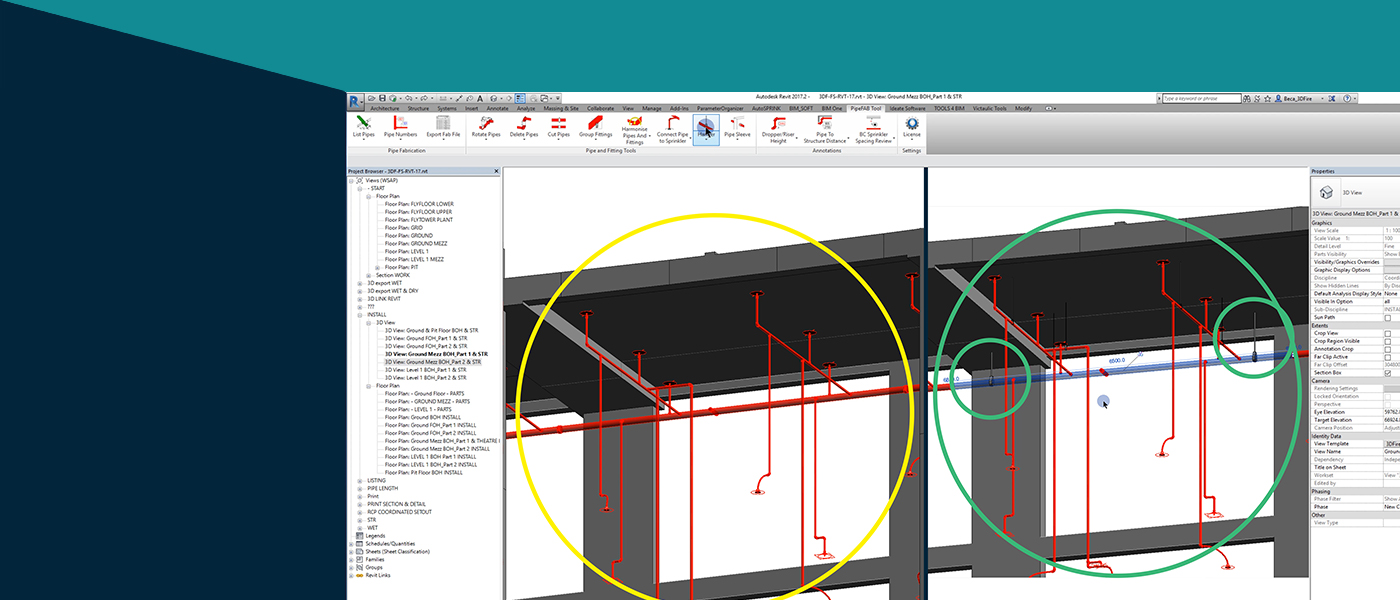 Autodesk Revit 2017.2 - 3DF-FS-RVT-17.rvt - 3D View: Ground Mezz BOH_Part 1 & STR
Type a keyword or phrase
Beca_3DFire
Architecture Structure Systems Insert Annotate Analyze Massing & Site Collaborate View Manage Add-Ins ParameterOrganizer AutoSPRINK BIM_SOFT BIM One PipeFAB Tool Ideate Software TOOLS 4 BIM Victaulic Tools Modify
List Pipes
Pipe Numbers
Export Fab File
Rotate Pipes
Delete Pipes
Cut Pipes
Group Fittings
Harmonise Pipes And Fittings
Connect Pipe to Sprinkler
Pipe Sleeve
Dropper/Riser Height
Pipe To Structure Distance
BC Sprinkler Spacing Review
License
Pipe Fabrication
Pipe and Fitting Tools
Annotations
Settings
Project Browser - 3DF-FS-RVT-17.rvt
Views (WSAP)
- START
Floor Plan
Floor Plan: FLYFLOOR LOWER
Floor Plan: FLYFLOOR UPPER
Floor Plan: FLYTOWER PLANT
Floor Plan: GRID
Floor Plan: GROUND
Floor Plan: GROUND MEZZ
Floor Plan: LEVEL 1
Floor Plan: LEVEL 1 MEZZ
Floor Plan: PIT
Section WORK
3D export WET
3D export WET & DRY
3D LINK REVIT
???
INSTALL
3D View
3D View: Ground & Pit Floor BOH & STR
3D View: Ground FOH_Part 1 & STR
3D View: Ground FOH_Part 2 & STR
3D View: Ground Mezz BOH_Part 1 & STR
3D View: Ground Mezz BOH_Part 2 & STR
3D View: Level 1 BOH_Part 1 & STR
3D View: Level 1 BOH_Part 2 & STR
Floor Plan
Floor Plan: - Ground Floor - PARTS
Floor Plan: - GROUND MEZZ - PARTS
Floor Plan: - LEVEL 1 - PARTS
Floor Plan: Ground BOH INSTALL
Floor Plan: Ground FOH_Part 1 INSTALL
Floor Plan: Ground FOH_Part 2 INSTALL
Floor Plan: Ground Mezz BOH_Part 1 & THEATRE I
Floor Plan: Ground Mezz BOH_Part 2 INSTALL
Floor Plan: LEVEL 1 BOH Part 1 INSTALL
Floor Plan: LEVEL 1 BOH_Part 2 INSTALL
Floor Plan: Pit Floor BOH INSTALL
LISTING
PIPE LENGTH
Print
PRINT SECTION & DETAIL
RCP COORDINATED SETOUT
STR
WET
Legends
Schedules/Quantities
Sheets (Sheet Classification)
Families
Groups
Revit Links
6500.0
Properties
3D View
3D View: Ground Mezz BOH_Part 1 &
Graphics
View Scale 1 : 100
Scale Value 1: 100
Detail Level Fine
Parts Visibility Show
Visibility/Graphics Overrides
Graphic Display Options
Discipline Coordi
Show Hidden Lines By Disc
Default Analysis Display Style None
Visible In Option all
Sub-Discipline INSTAL
Sun Path
Extents
Crop View
Crop Region Visible
Annotation Crop
Far Clip Active
Far Clip Offset 304800
Section Box
Camera
Rendering Settings
Locked Orientation
Perspective
Eye Elevation 59762.
Target Elevation 66924.
Camera Position Adjust
Identity Data
View Template 3DFire
View Name Groun
Dependency Indepe
Title on Sheet
Workset View "
Edited by
Phasing
Phase Filter Show
Phase New C
Other
View Type